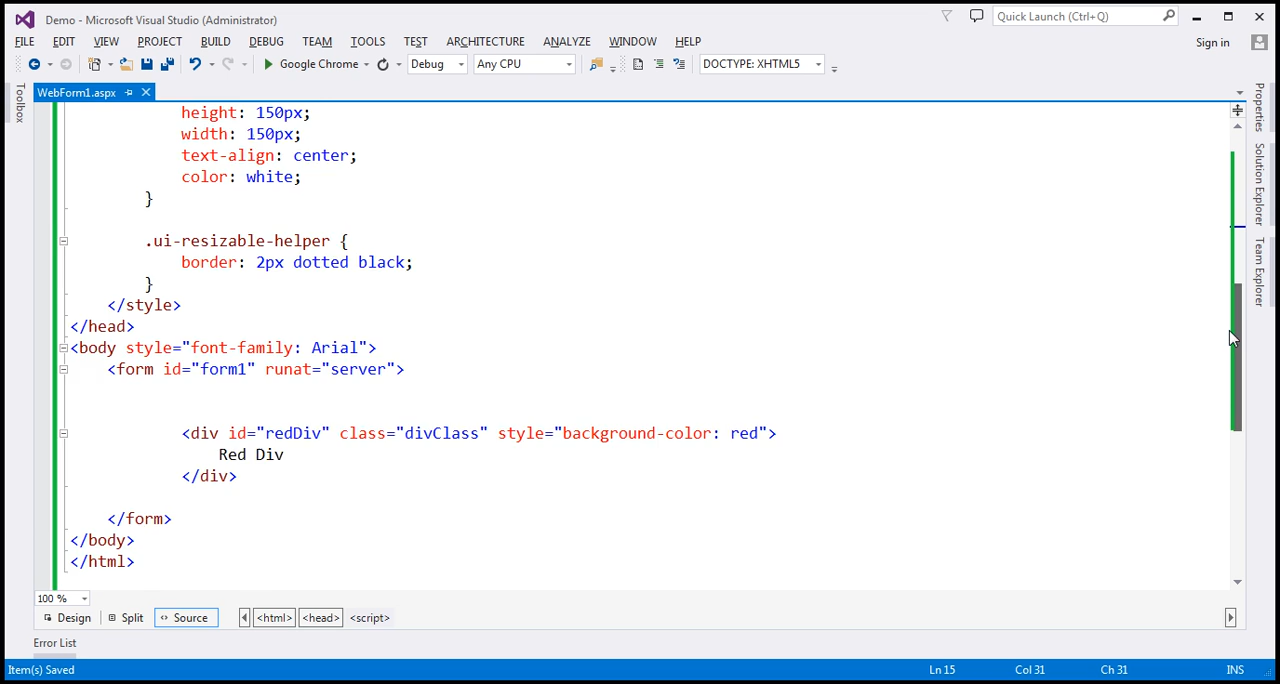 Demo - Microsoft Visual Studio (Administrator)
Quick Launch (Ctrl+Q)
FILE EDIT VIEW PROJECT BUILD DEBUG TEAM TOOLS TEST ARCHITECTURE ANALYZE WINDOW HELP
Sign in
Google Chrome Debug Any CPU DOCTYPE: XHTML5
Toolbox
WebForm1.aspx
Properties
Solution Explorer
Team Explorer
height: 150px;
width: 150px;
text-align: center;
color: white;
}
.ui-resizable-helper {
border: 2px dotted black;
}
</style>
</head>
<body style="font-family: Arial">
<form id="form1" runat="server">
<div id="redDiv" class="divClass" style="background-color: red">
Red Div
</div>
</form>
</body>
</html>
100 %
Design Split Source <html> <head> <script>
Error List
Item(s) Saved Ln 15 Col 31 Ch 31 INS